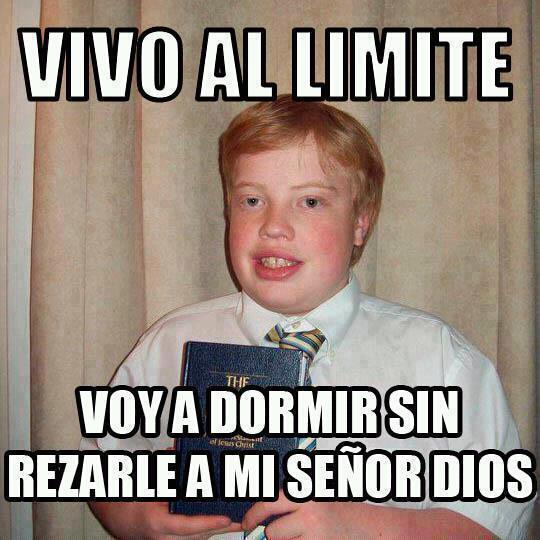 VIVO AL LIMITE
THE
of Jesus Christ
VOY A DORMIR SIN
REZARLE A MI SEÑOR DIOS